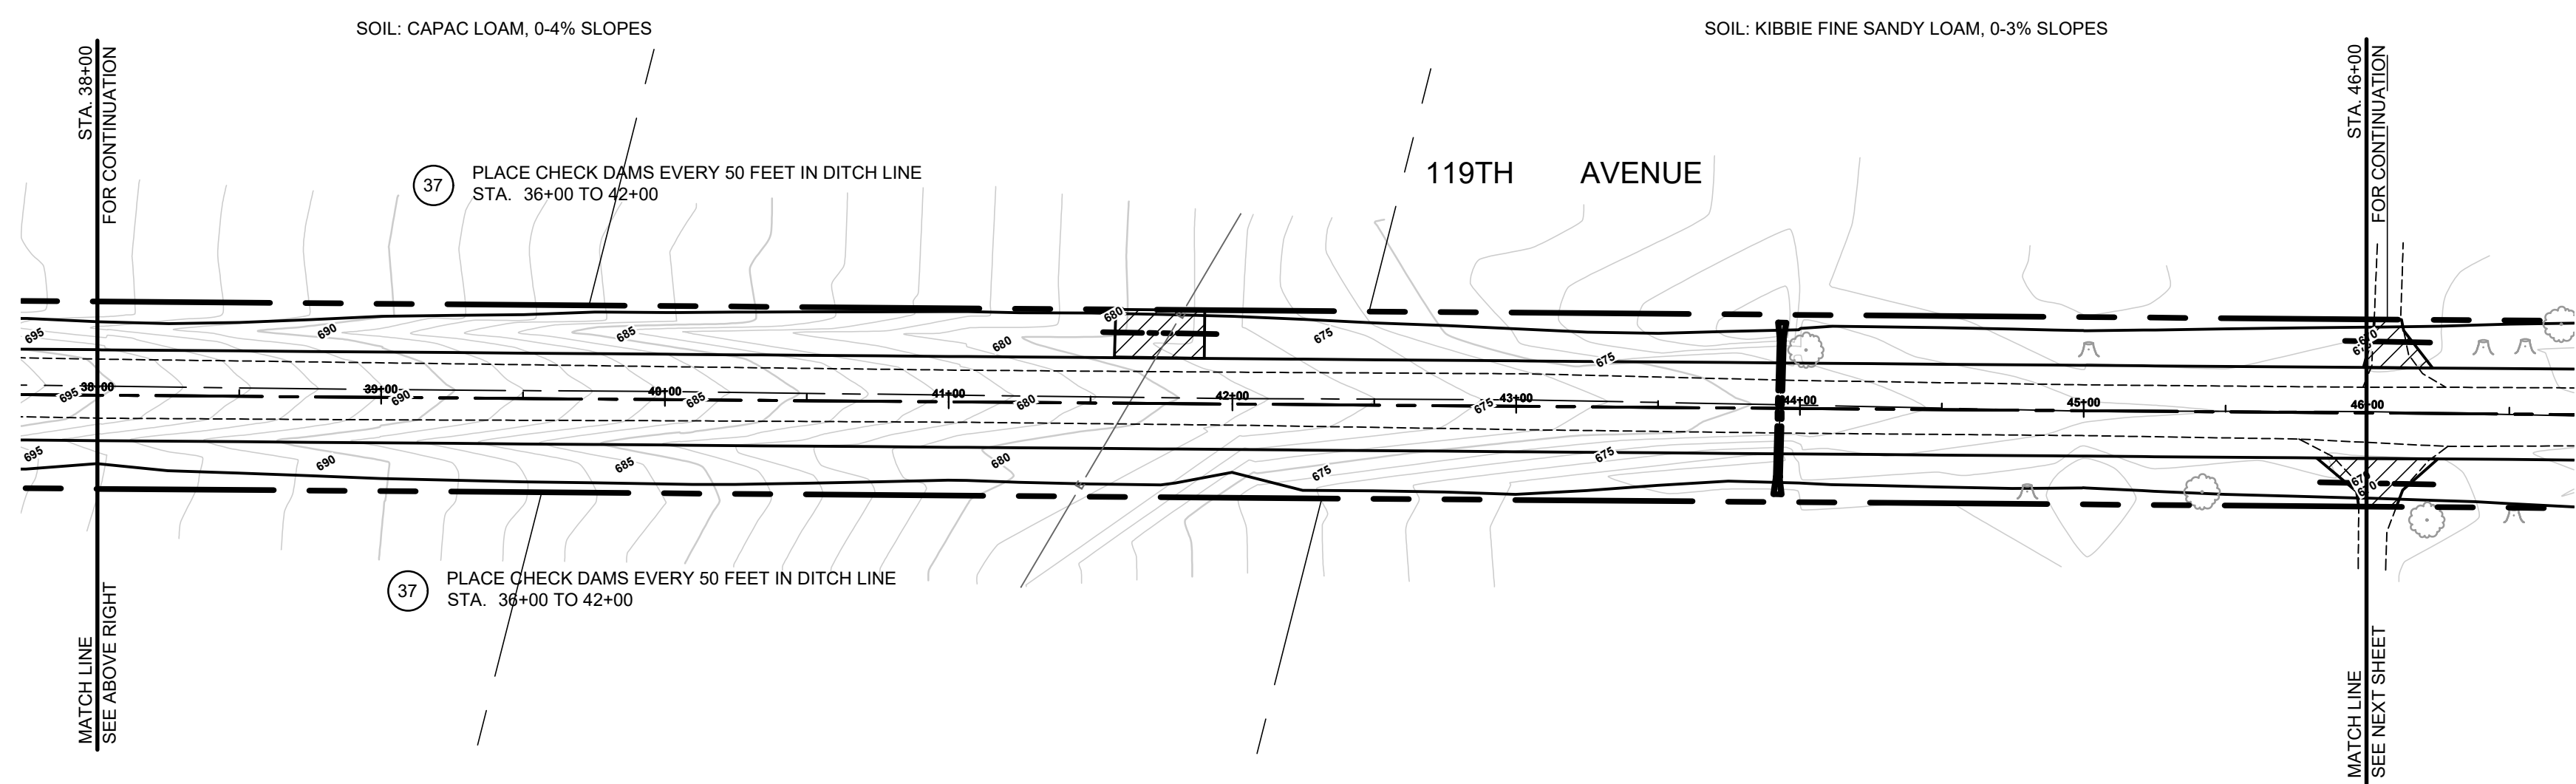 SOIL: CAPAC LOAM, 0-4% SLOPES
SOIL: KIBBIE FINE SANDY LOAM, 0-3% SLOPES
STA. 38+00
FOR CONTINUATION
STA. 46+00
FOR CONTINUATION
37
PLACE CHECK DAMS EVERY 50 FEET IN DITCH LINE
STA. 36+00 TO 42+00
119TH AVENUE
695
690
685
680
680
675
675
670
38+00
39+00
40+00
41+00
42+00
43+00
44+00
45+00
46+00
695
690
685
680
675
695
690
685
680
675
675
670
37
PLACE CHECK DAMS EVERY 50 FEET IN DITCH LINE
STA. 36+00 TO 42+00
MATCH LINE
SEE ABOVE RIGHT
MATCH LINE
SEE NEXT SHEET